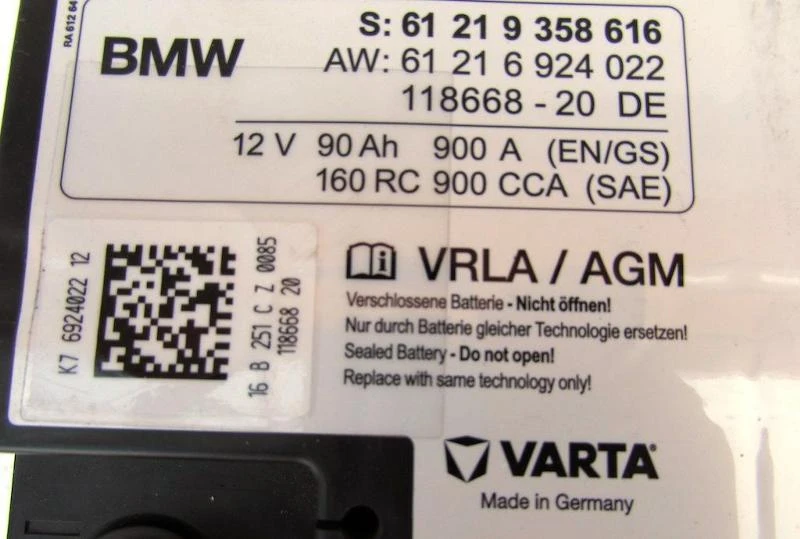 RA 612 64
BMW
S: 61 21 9 358 616
AW: 61 21 6 924 022
118668 - 20 DE
12 V 90 Ah 900 A (EN/GS)
160 RC 900 CCA (SAE)
K7 6924022 12
16 B 251 C Z 0085
118668 20
VRLA / AGM
Verschlossene Batterie - Nicht öffnen!
Nur durch Batterie gleicher Technologie ersetzen!
Sealed Battery - Do not open!
Replace with same technology only!
VARTA®
Made in Germany